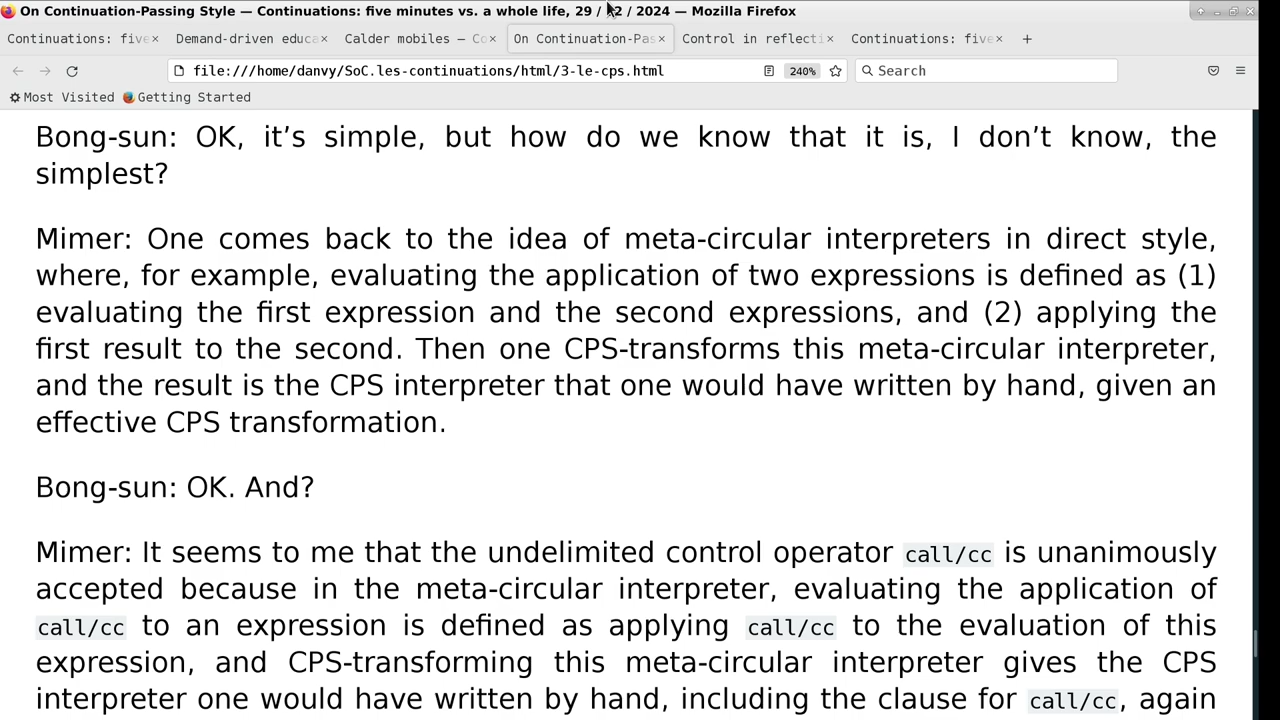 On Continuation-Passing Style — Continuations: five minutes vs. a whole life, 29 / 2 / 2024 — Mozilla Firefox
Continuations: five
Demand-driven educa
Calder mobiles — Co
On Continuation-Pas
Control in reflecti
Continuations: five
file:///home/danvy/SoC.les-continuations/html/3-le-cps.html
240%
Search
Most Visited
Getting Started
Bong-sun: OK, it’s simple, but how do we know that it is, I don’t know, the
simplest?
Mimer: One comes back to the idea of meta-circular interpreters in direct style,
where, for example, evaluating the application of two expressions is defined as (1)
evaluating the first expression and the second expressions, and (2) applying the
first result to the second. Then one CPS-transforms this meta-circular interpreter,
and the result is the CPS interpreter that one would have written by hand, given an
effective CPS transformation.
Bong-sun: OK. And?
Mimer: It seems to me that the undelimited control operator call/cc is unanimously
accepted because in the meta-circular interpreter, evaluating the application of
call/cc to an expression is defined as applying call/cc to the evaluation of this
expression, and CPS-transforming this meta-circular interpreter gives the CPS
interpreter one would have written by hand, including the clause for call/cc, again